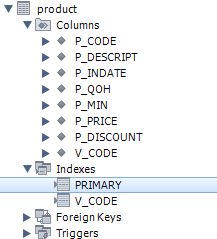 product
Columns
P_CODE
P_DESCRIPT
P_INDATE
P_QOH
P_MIN
P_PRICE
P_DISCOUNT
V_CODE
Indexes
PRIMARY
V_CODE
Foreign Keys
Triggers